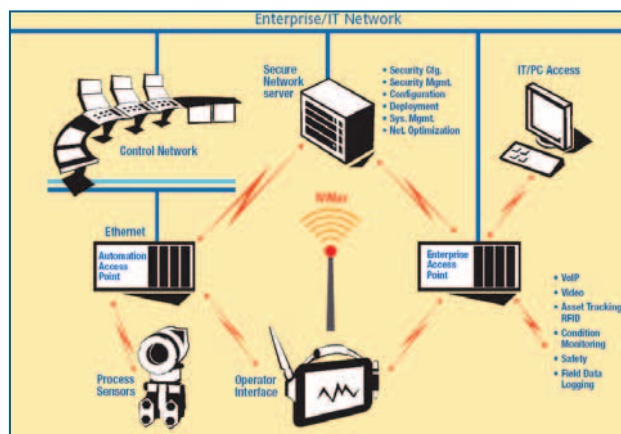 Enterprise/IT Network
Secure
Network
server
• Security Cfg.
• Security Mgmt.
• Configuration
• Deployment
• Sys. Mgmt.
• Net. Optimization
IT/PC Access
Control Network
WiMax
Ethernet
Automation
Access
Point
Enterprise
Access
Point
• VoIP
• Video
• Asset Tracking
RFID
• Condition
Monitoring
• Safety
• Field Data
Logging
Process
Sensors
Operator
Interface